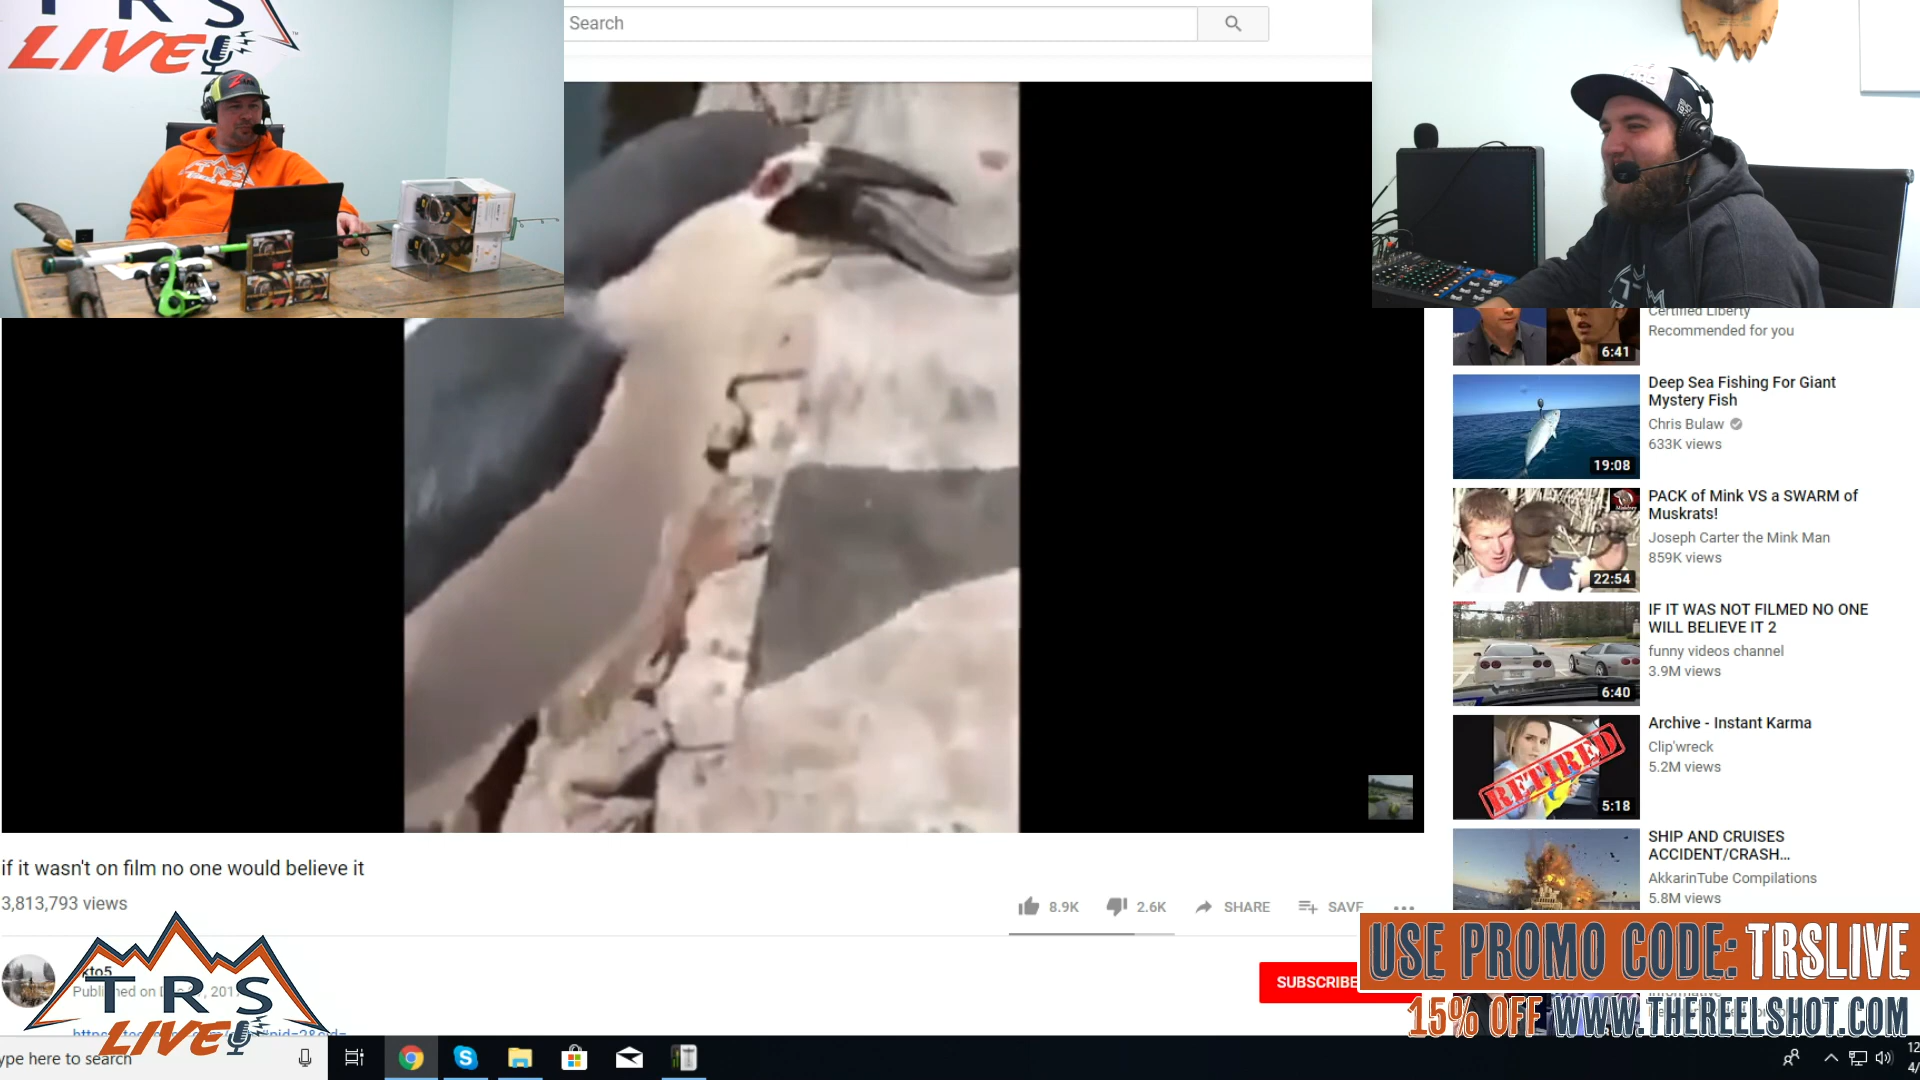 TRS
LIVE
Search
Certified Liberty
Recommended for you
6:41
Deep Sea Fishing For Giant
Mystery Fish
Chris Bulaw
633K views
19:08
PACK of Mink VS a SWARM of
Muskrats!
Joseph Carter the Mink Man
859K views
22:54
IF IT WAS NOT FILMED NO ONE
WILL BELIEVE IT 2
funny videos channel
3.9M views
6:40
Archive - Instant Karma
Clip'wreck
5.2M views
RETIRED
5:18
SHIP AND CRUISES
ACCIDENT/CRASH...
AkkarinTube Compilations
5.8M views
if it wasn't on film no one would believe it
3,813,793 views
8.9K
2.6K
SHARE
SAVE
SUBSCRIBE
TRS
LIVE
USE PROMO CODE: TRSLIVE
15% OFF WWW.THEREELSHOT.COM
ype here to search